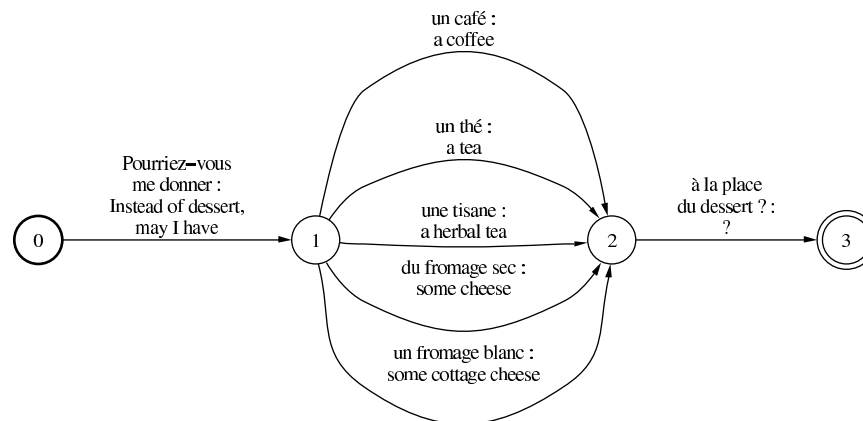 un café :
a coffee
un thé :
a tea
Pourriez-vous
me donner :
Instead of dessert,
may I have
à la place
du dessert ? :
?
une tisane :
a herbal tea
0
1
2
3
du fromage sec :
some cheese
un fromage blanc :
some cottage cheese